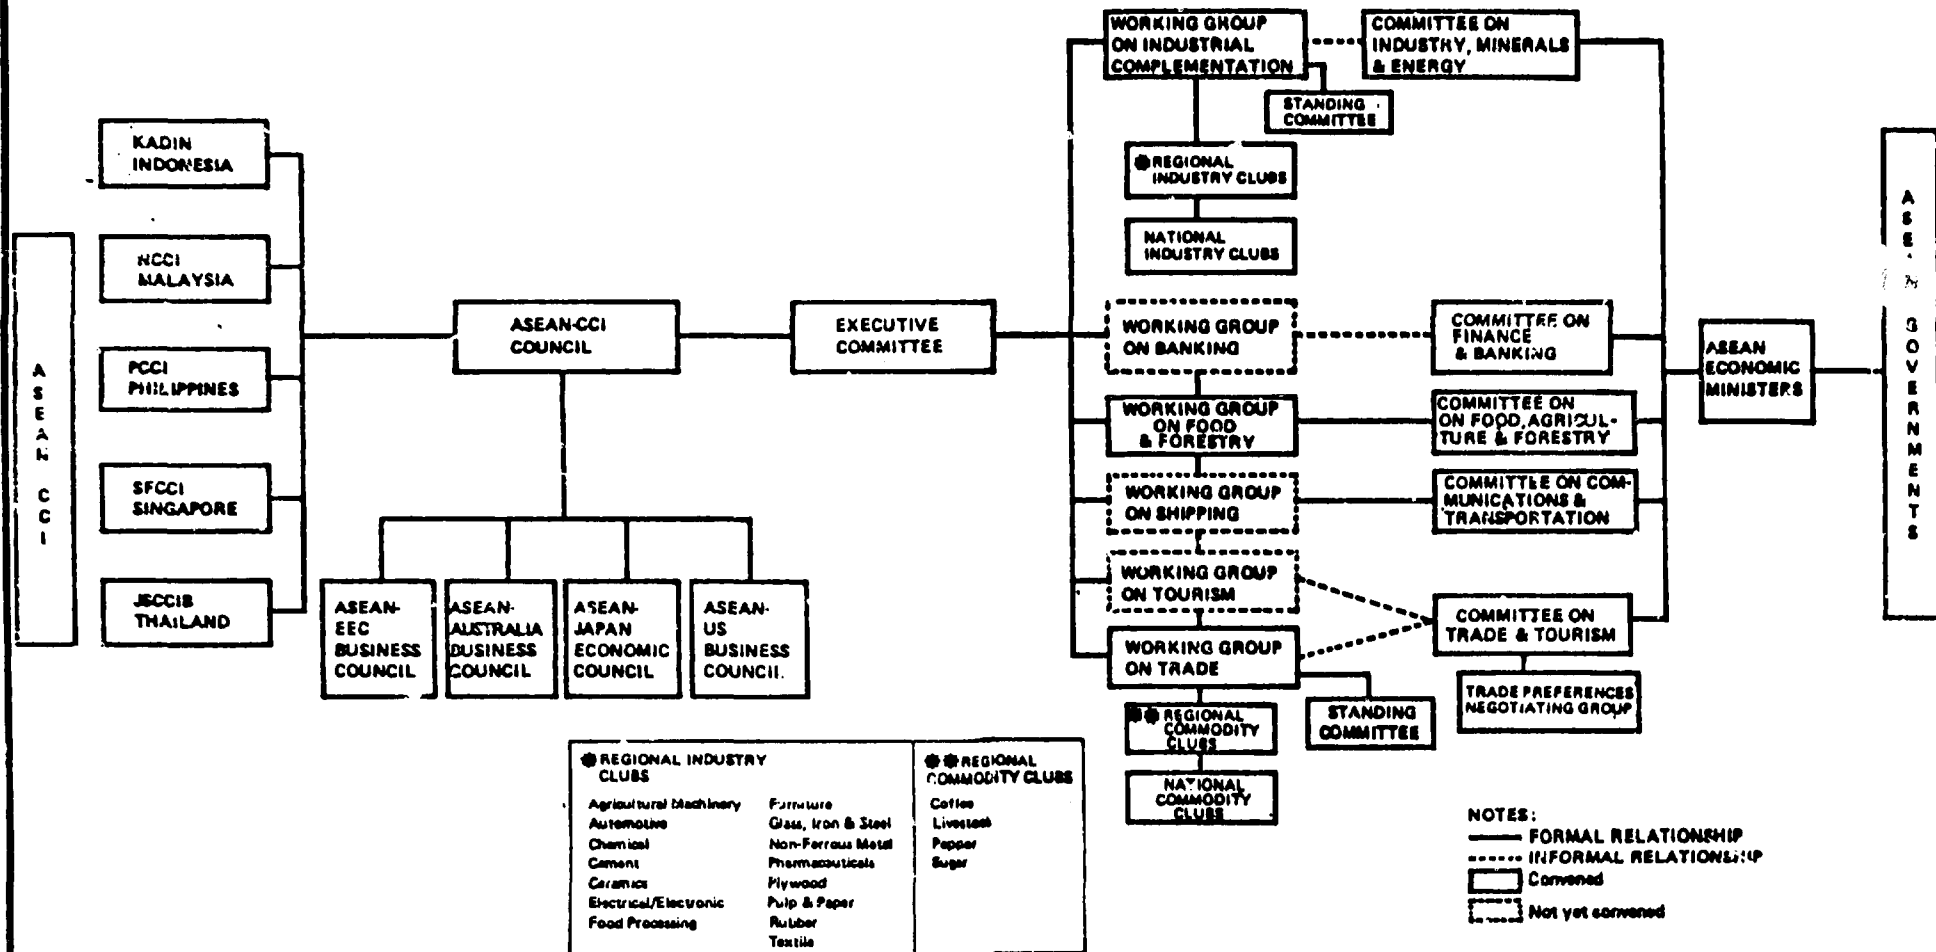 ASEAN CCI
KADIN
INDONESIA
NCCI
MALAYSIA
PCCI
PHILIPPINES
SFCCI
SINGAPORE
JSCCIB
THAILAND
ASEAN-CCI
COUNCIL
EXECUTIVE
COMMITTEE
ASEAN-
EEC
BUSINESS
COUNCIL
ASEAN-
AUSTRALIA
BUSINESS
COUNCIL
ASEAN-
JAPAN
ECONOMIC
COUNCIL
ASEAN-
US
BUSINESS
COUNCIL
WORKING GROUP
ON INDUSTRIAL
COMPLEMENTATION
COMMITTEE ON
INDUSTRY, MINERALS
& ENERGY
STANDING
COMMITTEE
REGIONAL
INDUSTRY CLUBS
NATIONAL
INDUSTRY CLUBS
WORKING GROUP
ON BANKING
COMMITTEE ON
FINANCE
& BANKING
WORKING GROUP
ON FOOD
& FORESTRY
COMMITTEE ON
ON FOOD, AGRICUL-
TURE & FORESTRY
WORKING GROUP
ON SHIPPING
COMMITTEE ON COM-
MUNICATIONS &
TRANSPORTATION
WORKING GROUP
ON TOURISM
WORKING GROUP
ON TRADE
COMMITTEE ON
TRADE & TOURISM
TRADE PREFERENCES
NEGOTIATING GROUP
REGIONAL
COMMODITY
CLUBS
STANDING
COMMITTEE
NATIONAL
COMMODITY
CLUBS
ASEAN
ECONOMIC
MINISTERS
ASEAN GOVERNMENTS
REGIONAL INDUSTRY
CLUBS
Agricultural Machinery
Automotive
Chemical
Cement
Ceramics
Electrical/Electronic
Food Processing
Furniture
Glass, Iron & Steel
Non-Ferrous Metal
Pharmaceuticals
Plywood
Pulp & Paper
Rubber
Textile
REGIONAL
COMMODITY CLUBS
Coffee
Livestock
Pepper
Sugar
NOTES:
FORMAL RELATIONSHIP
INFORMAL RELATIONSHIP
Convened
Not yet convened